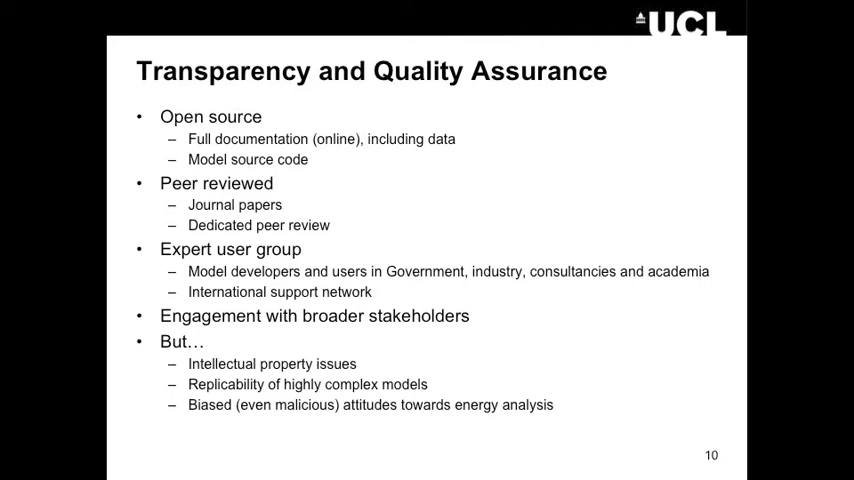 UCL
Transparency and Quality Assurance
• Open source
– Full documentation (online), including data
– Model source code
• Peer reviewed
– Journal papers
– Dedicated peer review
• Expert user group
– Model developers and users in Government, industry, consultancies and academia
– International support network
• Engagement with broader stakeholders
• But…
– Intellectual property issues
– Replicability of highly complex models
– Biased (even malicious) attitudes towards energy analysis
10